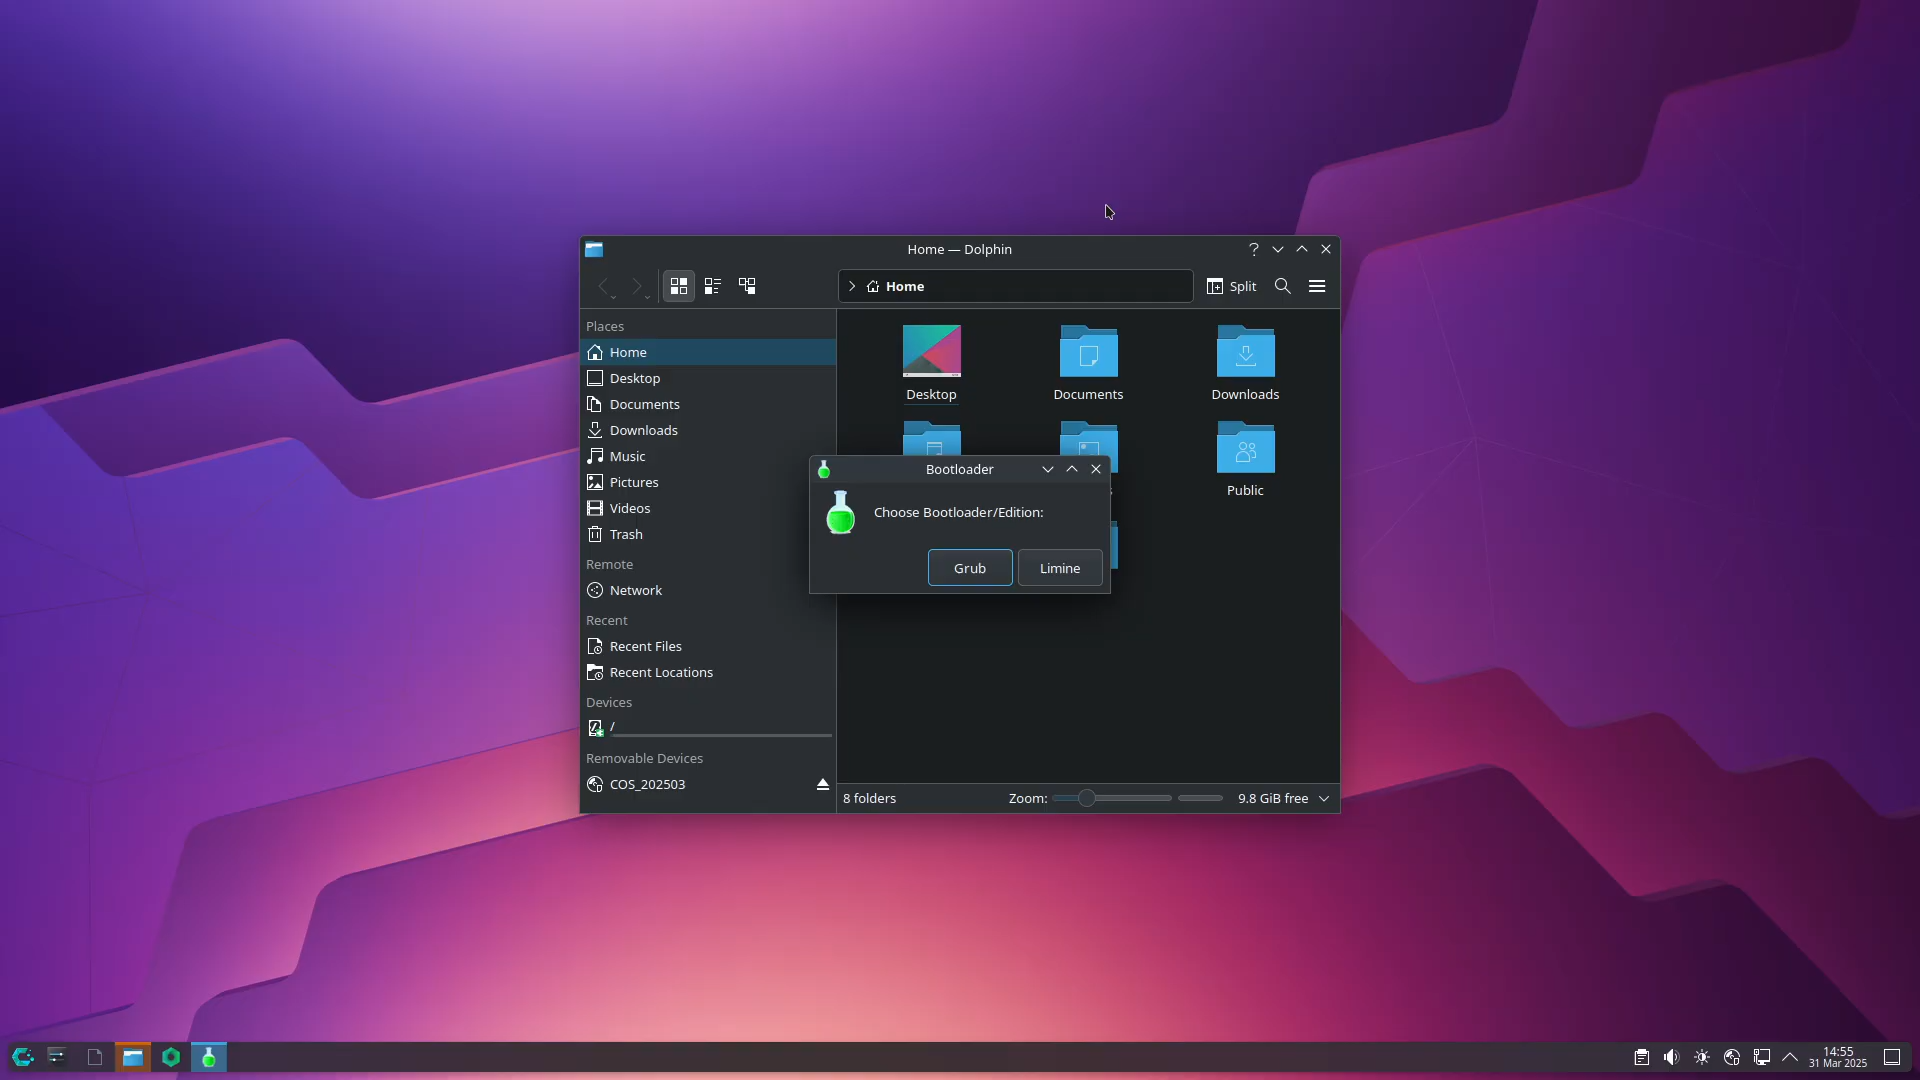 Home — Dolphin
Home
Split
Places
Home
Desktop
Documents
Downloads
Music
Pictures
Videos
Trash
Remote
Network
Recent
Recent Files
Recent Locations
Devices
/
Removable Devices
COS_202503
Desktop
Documents
Downloads
Public
Bootloader
Choose Bootloader/Edition:
Grub
Limine
8 folders
Zoom:
9.8 GiB free
14:55
31 Mar 2025